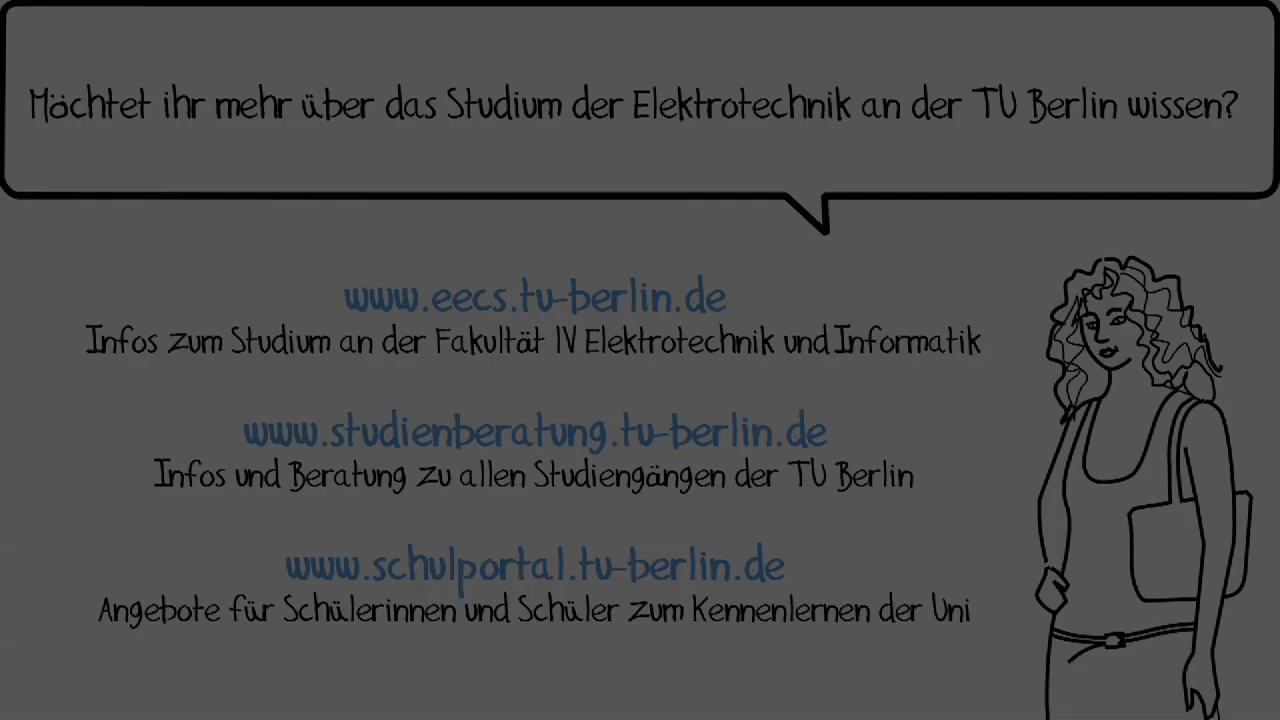 Möchtet ihr mehr über das Studium der Elektrotechnik an der TU Berlin wissen?
www.eecs.tu-berlin.de
Infos zum Studium an der Fakultät IV Elektrotechnik und Informatik
www.studienberatung.tu-berlin.de
Infos und Beratung zu allen Studiengängen der TU Berlin
www.schulportal.tu-berlin.de
Angebote für Schülerinnen und Schüler zum Kennenlernen der Uni